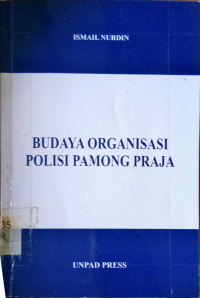 ISMAIL NURDIN
BUDAYA ORGANISASI
POLISI PAMONG PRAJA
UNPAD PRESS